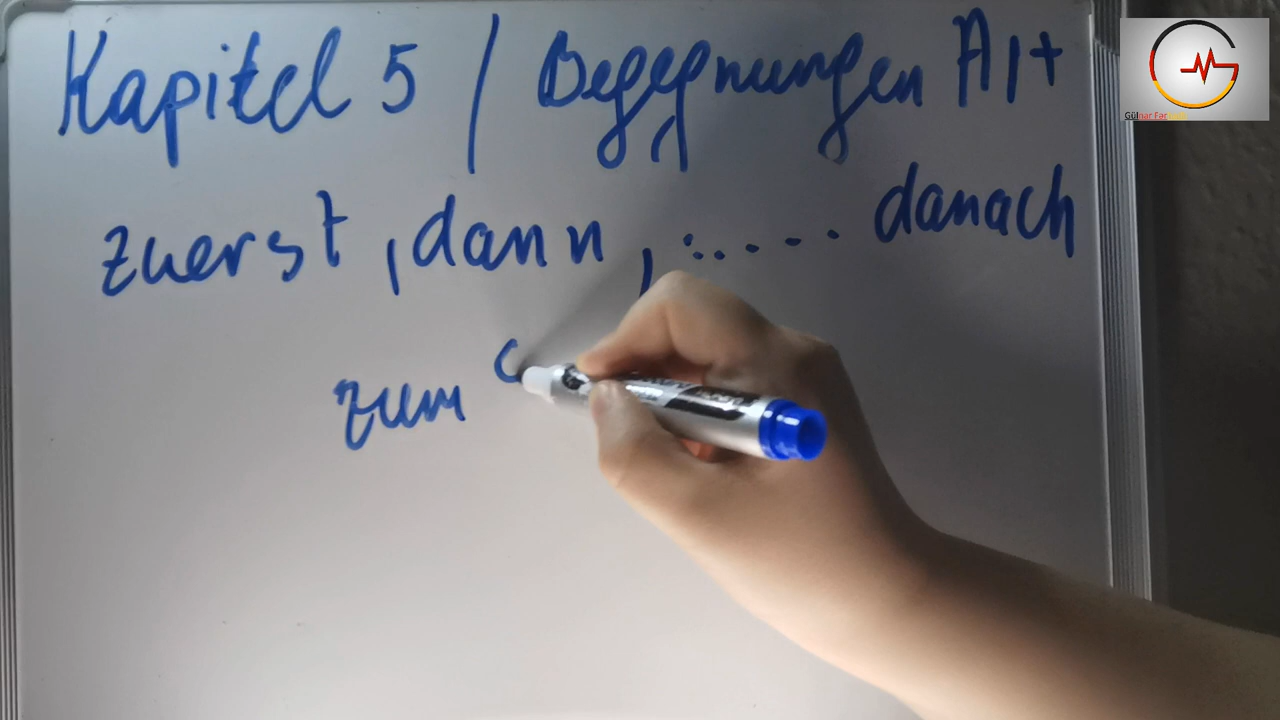 Kapitel 5 / Begegnungen A1+
zuerst, dann, ..... danach
zum